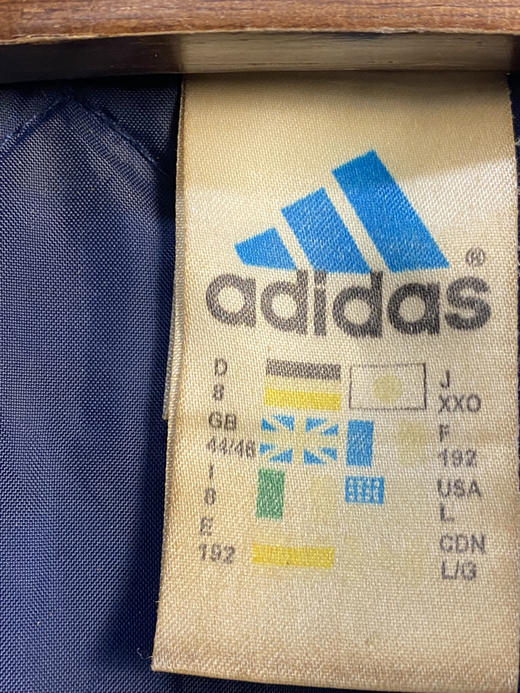 adidas®
D
8
GB
44/46
I
8
E
192
J
XXO
F
192
USA
L
CDN
L/G